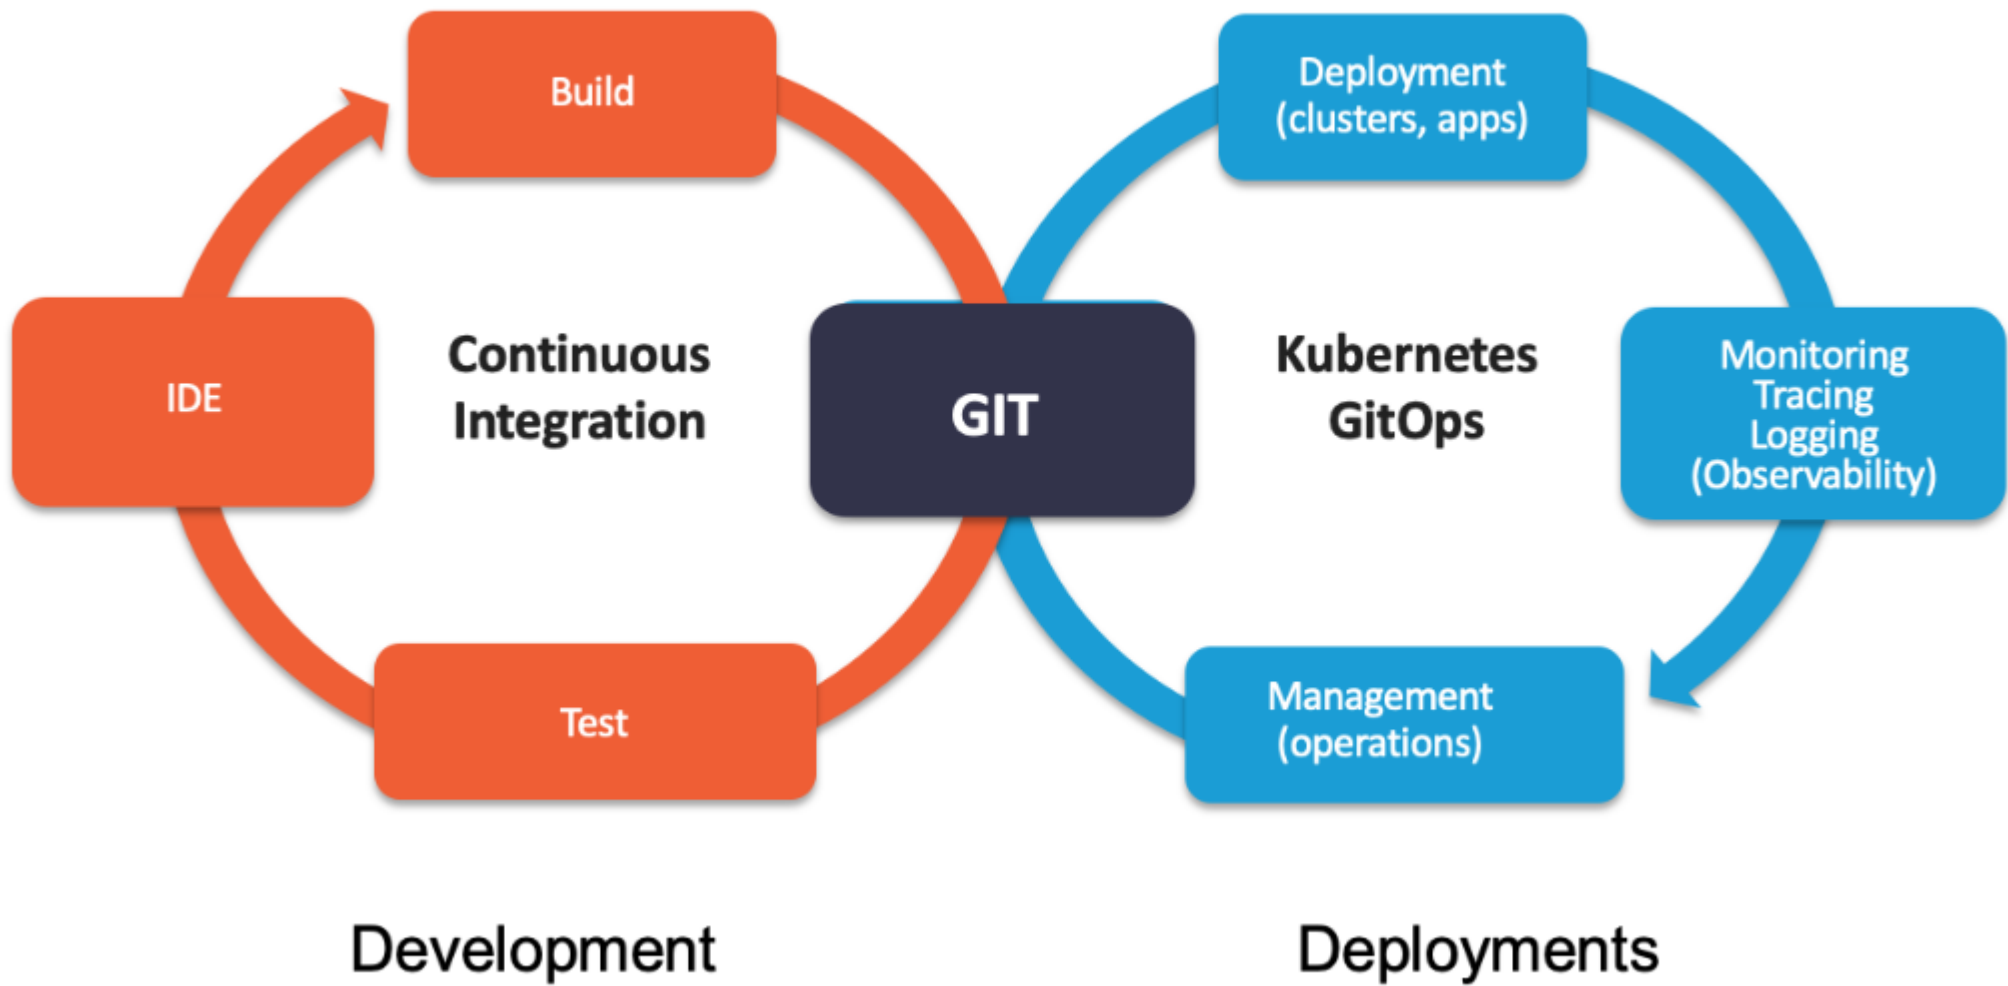 Build
Deployment
(clusters, apps)
IDE
Continuous
Integration
GIT
Kubernetes
GitOps
Monitoring
Tracing
Logging
(Observability)
Test
Management
(operations)
Development
Deployments